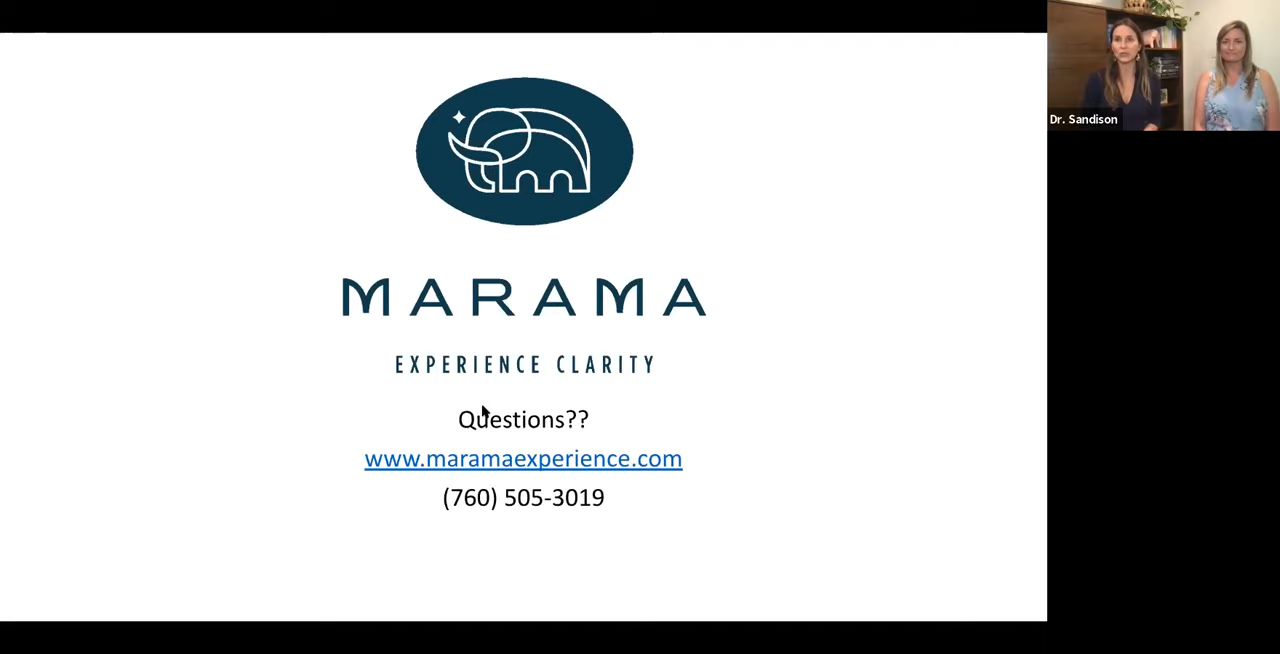 MARAMA
EXPERIENCE CLARITY
Questions??
www.maramaexperience.com
(760) 505-3019
Dr. Sandison